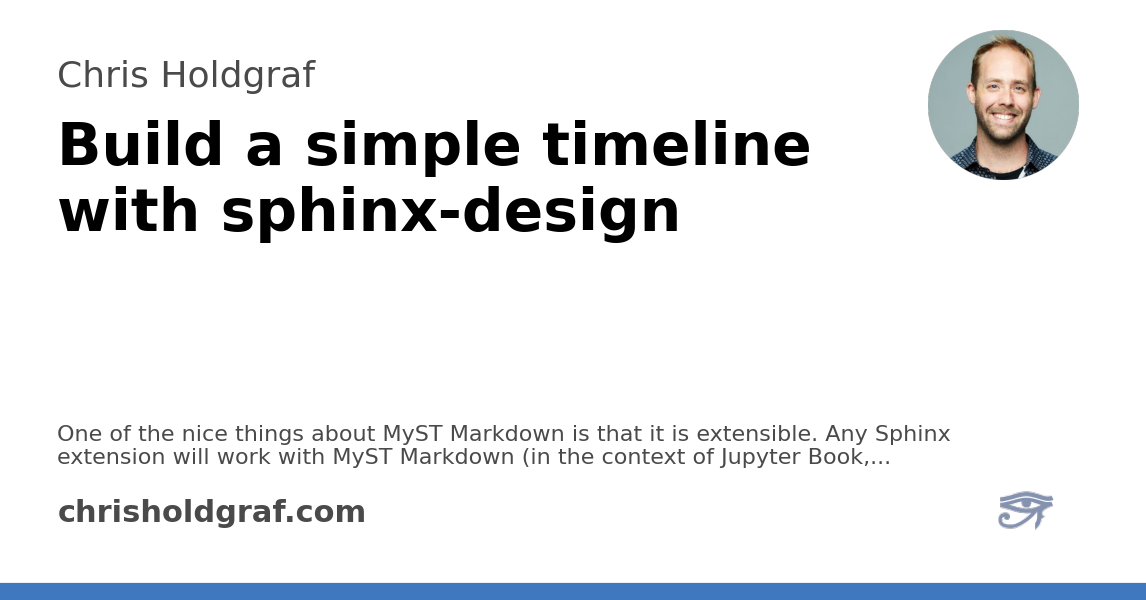 Chris Holdgraf
Build a simple timeline
with sphinx-design
One of the nice things about MyST Markdown is that it is extensible. Any Sphinx
extension will work with MyST Markdown (in the context of Jupyter Book,...
chrisholdgraf.com